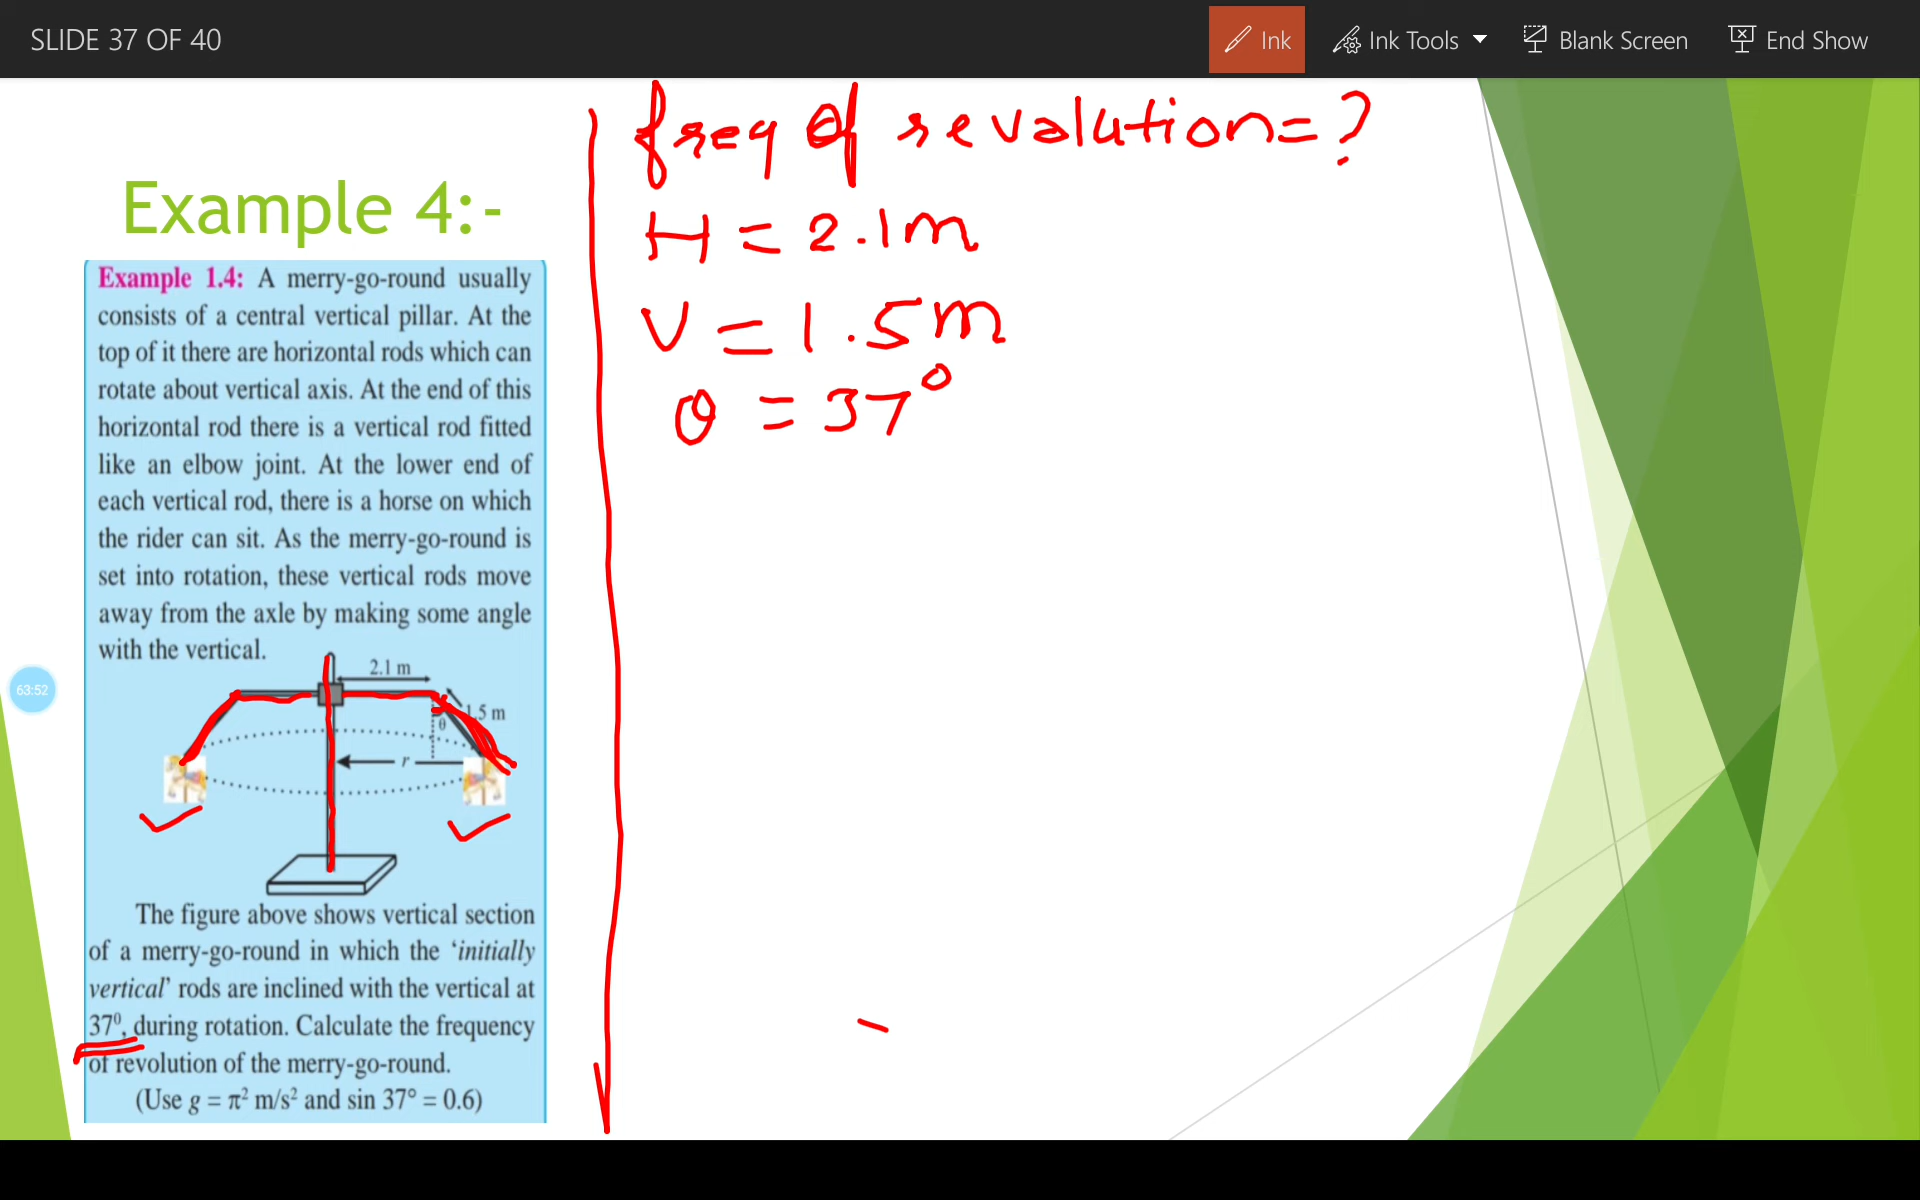 SLIDE 37 OF 40
Ink
Ink Tools
Blank Screen
End Show
Example 4:-
Example 1.4: A merry-go-round usually
consists of a central vertical pillar. At the
top of it there are horizontal rods which can
rotate about vertical axis. At the end of this
horizontal rod there is a vertical rod fitted
like an elbow joint. At the lower end of
each vertical rod, there is a horse on which
the rider can sit. As the merry-go-round is
set into rotation, these vertical rods move
away from the axle by making some angle
with the vertical.
2.1 m
1.5 m
θ
r
63:52
The figure above shows vertical section
of a merry-go-round in which the ‘initially
vertical’ rods are inclined with the vertical at
37⁰, during rotation. Calculate the frequency
of revolution of the merry-go-round.
(Use g = π² m/s² and sin 37° = 0.6)
freq of revalution=?
H = 2.1m
V = 1.5m
θ = 37°